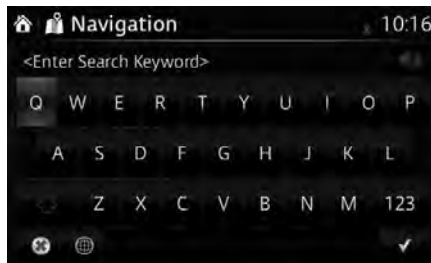 Navigation 10:16
<Enter Search Keyword>
Q W E R T Y U I O P
A S D F G H J K L
Z X C V B N M 123